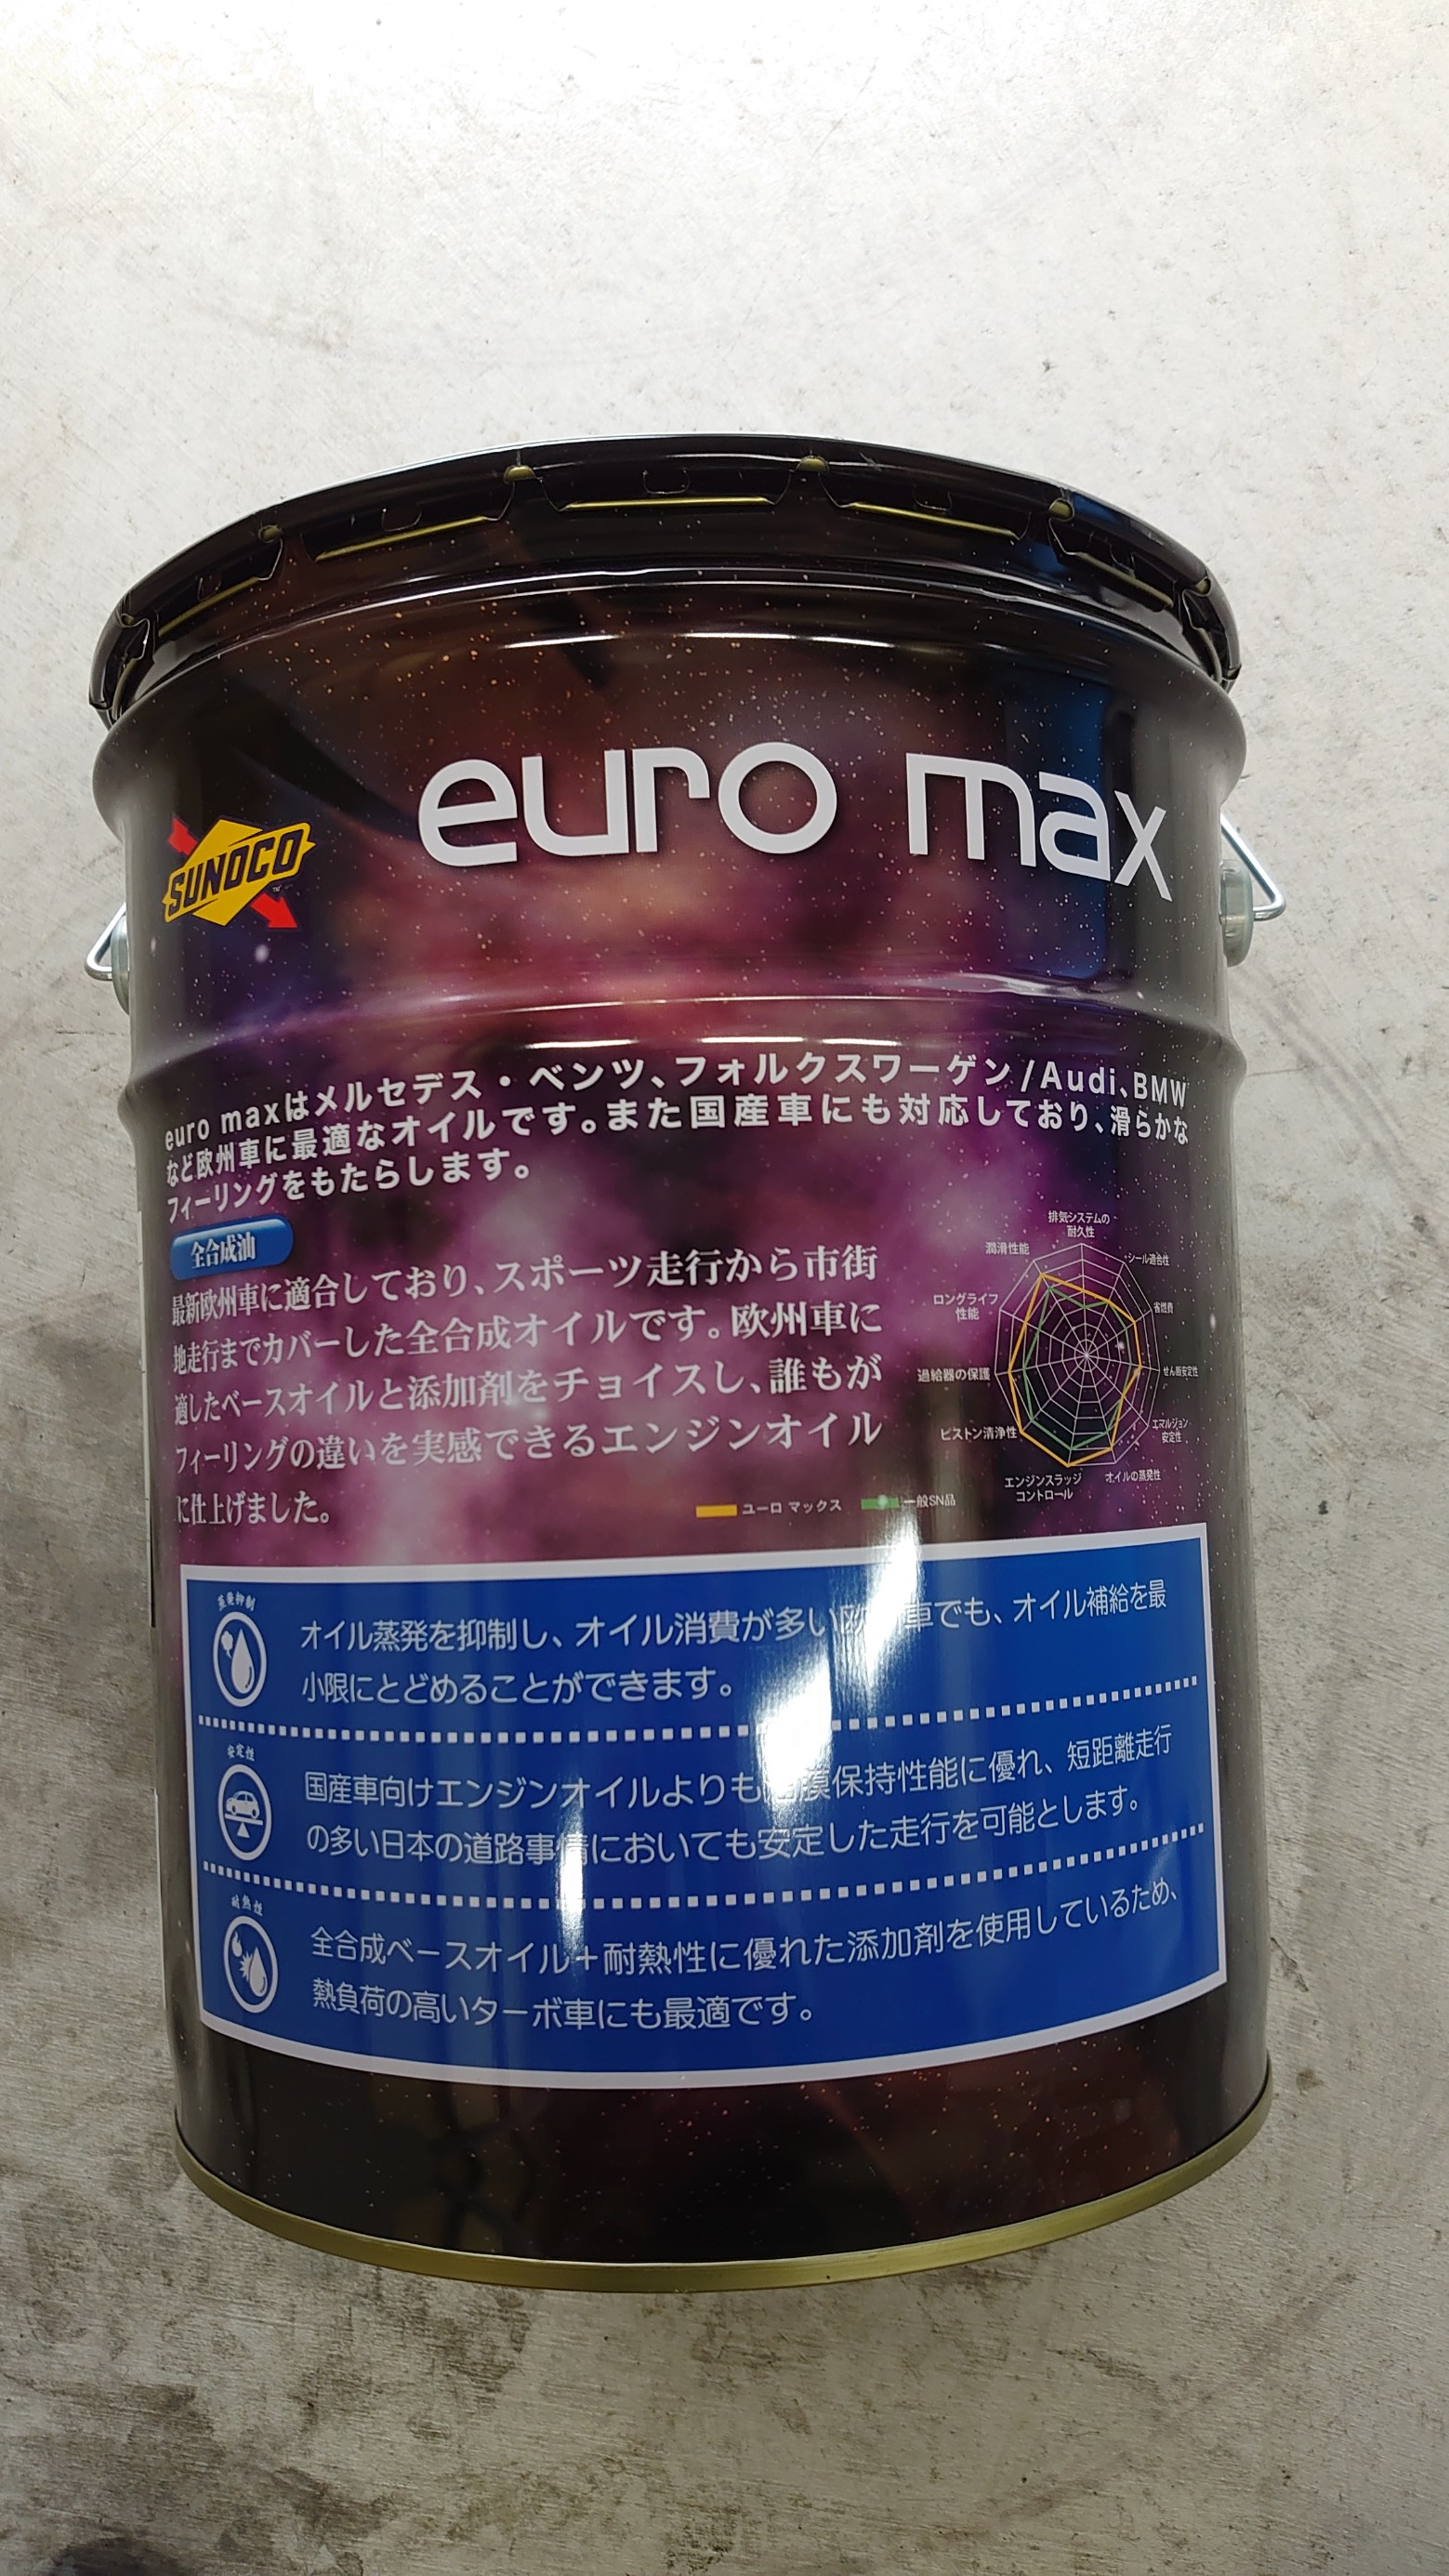 SUNOCO
TM
euro max
euro maxはメルセデス・ベンツ、フォルクスワーゲン/Audi、BMW
など欧州車に最適なオイルです。また国産車にも対応しており、滑らかな
フィーリングをもたらします。
全合成油
最新欧州車に適合しており、スポーツ走行から市街
地走行までカバーした全合成オイルです。欧州車に
適したベースオイルと添加剤をチョイスし、誰もが
フィーリングの違いを実感できるエンジンオイル
に仕上げました。
排気システムの
耐久性
シール適合性
省燃費
せん断安定性
エマルジョン
安定性
オイルの蒸発性
エンジンスラッジ
コントロール
ピストン清浄性
過給器の保護
ロングライフ
性能
潤滑性能
ユーロ マックス
一般SN品
蒸発抑制
オイル蒸発を抑制し、オイル消費が多い欧 車でも、オイル補給を最
小限にとどめることができます。
安定性
国産車向けエンジンオイルよりも 膜保持性能に優れ、短距離走行
の多い日本の道路事情においても安定した走行を可能とします。
耐熱性
全合成ベースオイル+耐熱性に優れた添加剤を使用しているため、
熱負荷の高いターボ車にも最適です。